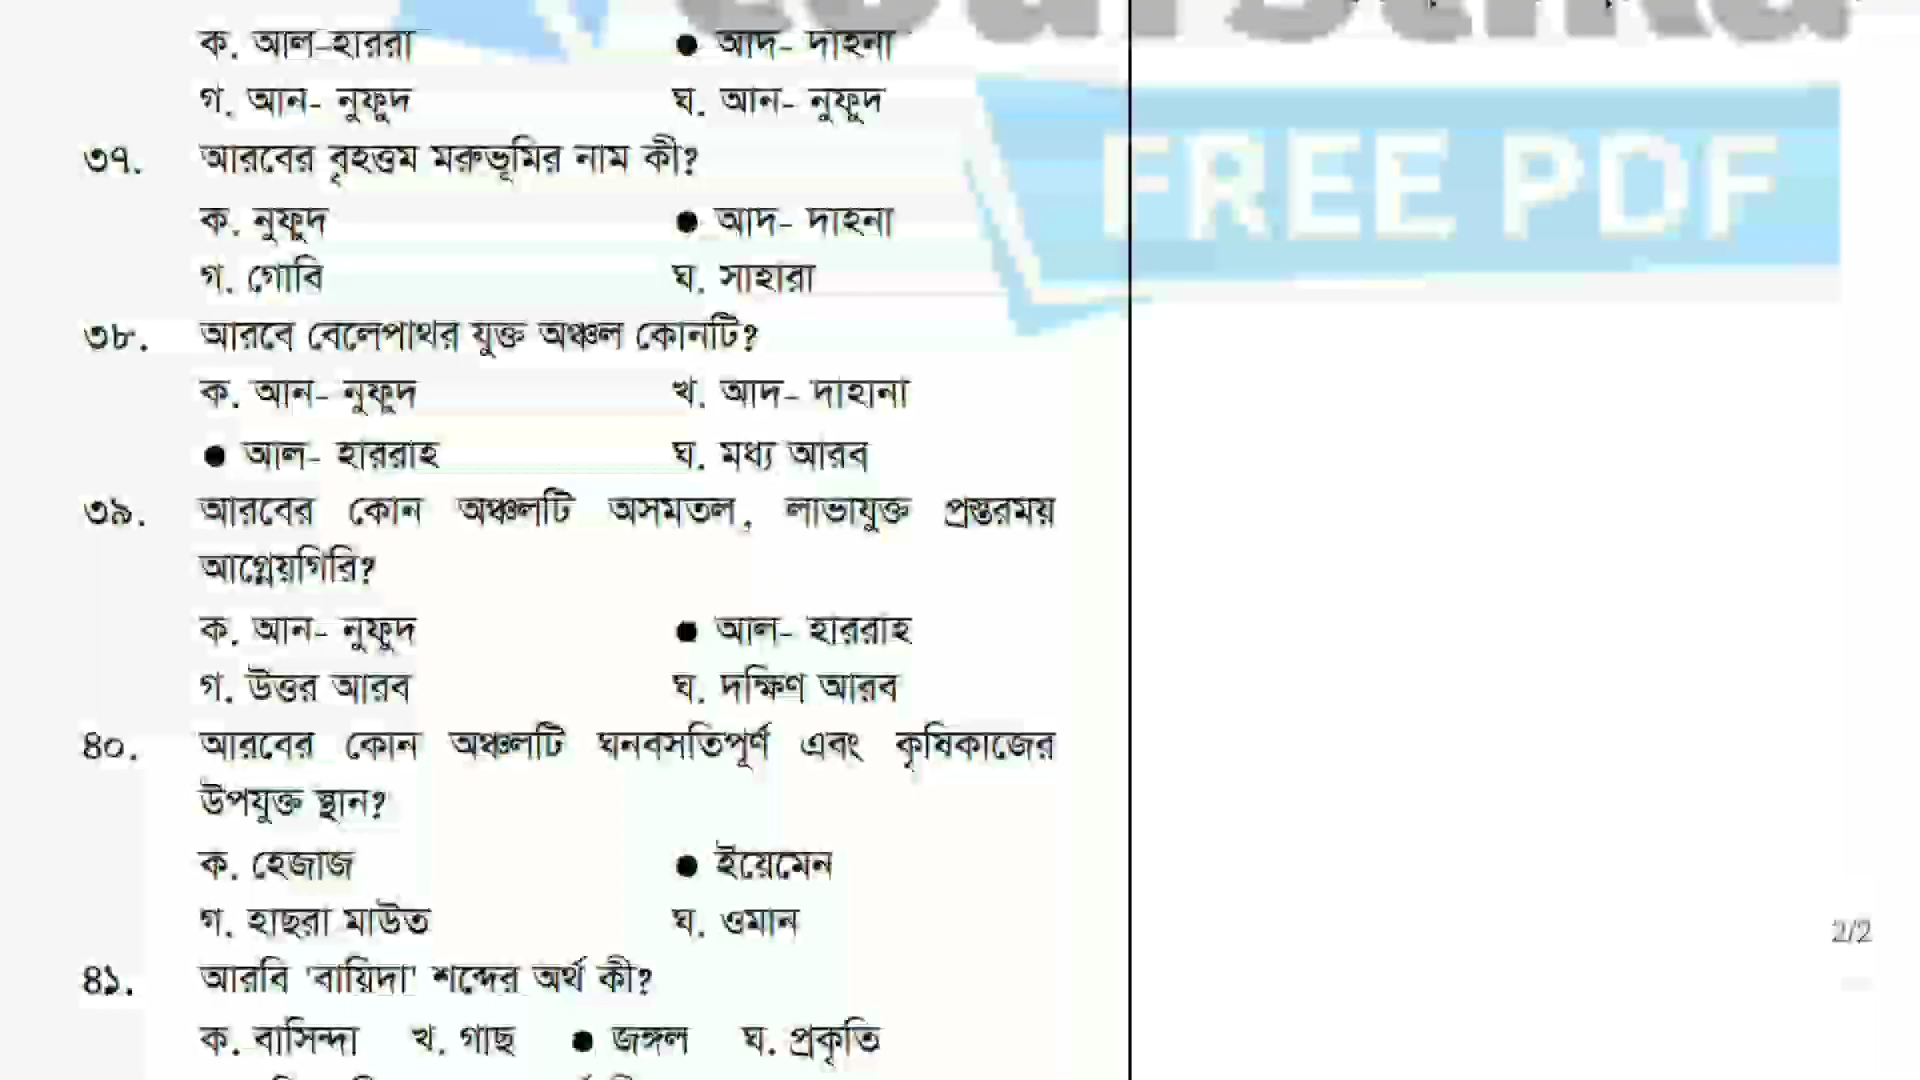 ক. আল-হাররা ● আদ- দাহনা
গ. আন- নুফুদ ঘ. আন- নুফুদ
৩৭. আরবের বৃহত্তম মরুভূমির নাম কী?
ক. নুফুদ ● আদ- দাহনা
গ. গোবি ঘ. সাহারা
৩৮. আরবে বেলেপাথর যুক্ত অঞ্চল কোনটি?
ক. আন- নুফুদ খ. আদ- দাহানা
● আল- হাররাহ ঘ. মধ্য আরব
৩৯. আরবের কোন অঞ্চলটি অসমতল, লাভাযুক্ত প্রস্তরময়
আগ্নেয়গিরি?
ক. আন- নুফুদ ● আল- হাররাহ
গ. উত্তর আরব ঘ. দক্ষিণ আরব
৪০. আরবের কোন অঞ্চলটি ঘনবসতিপূর্ণ এবং কৃষিকাজের
উপযুক্ত স্থান?
ক. হেজাজ ● ইয়েমেন
গ. হাছরা মাউত ঘ. ওমান
৪১. আরবি 'বায়িদা' শব্দের অর্থ কী?
ক. বাসিন্দা খ. গাছ ● জঙ্গল ঘ. প্রকৃতি
FREE PDF
2/2